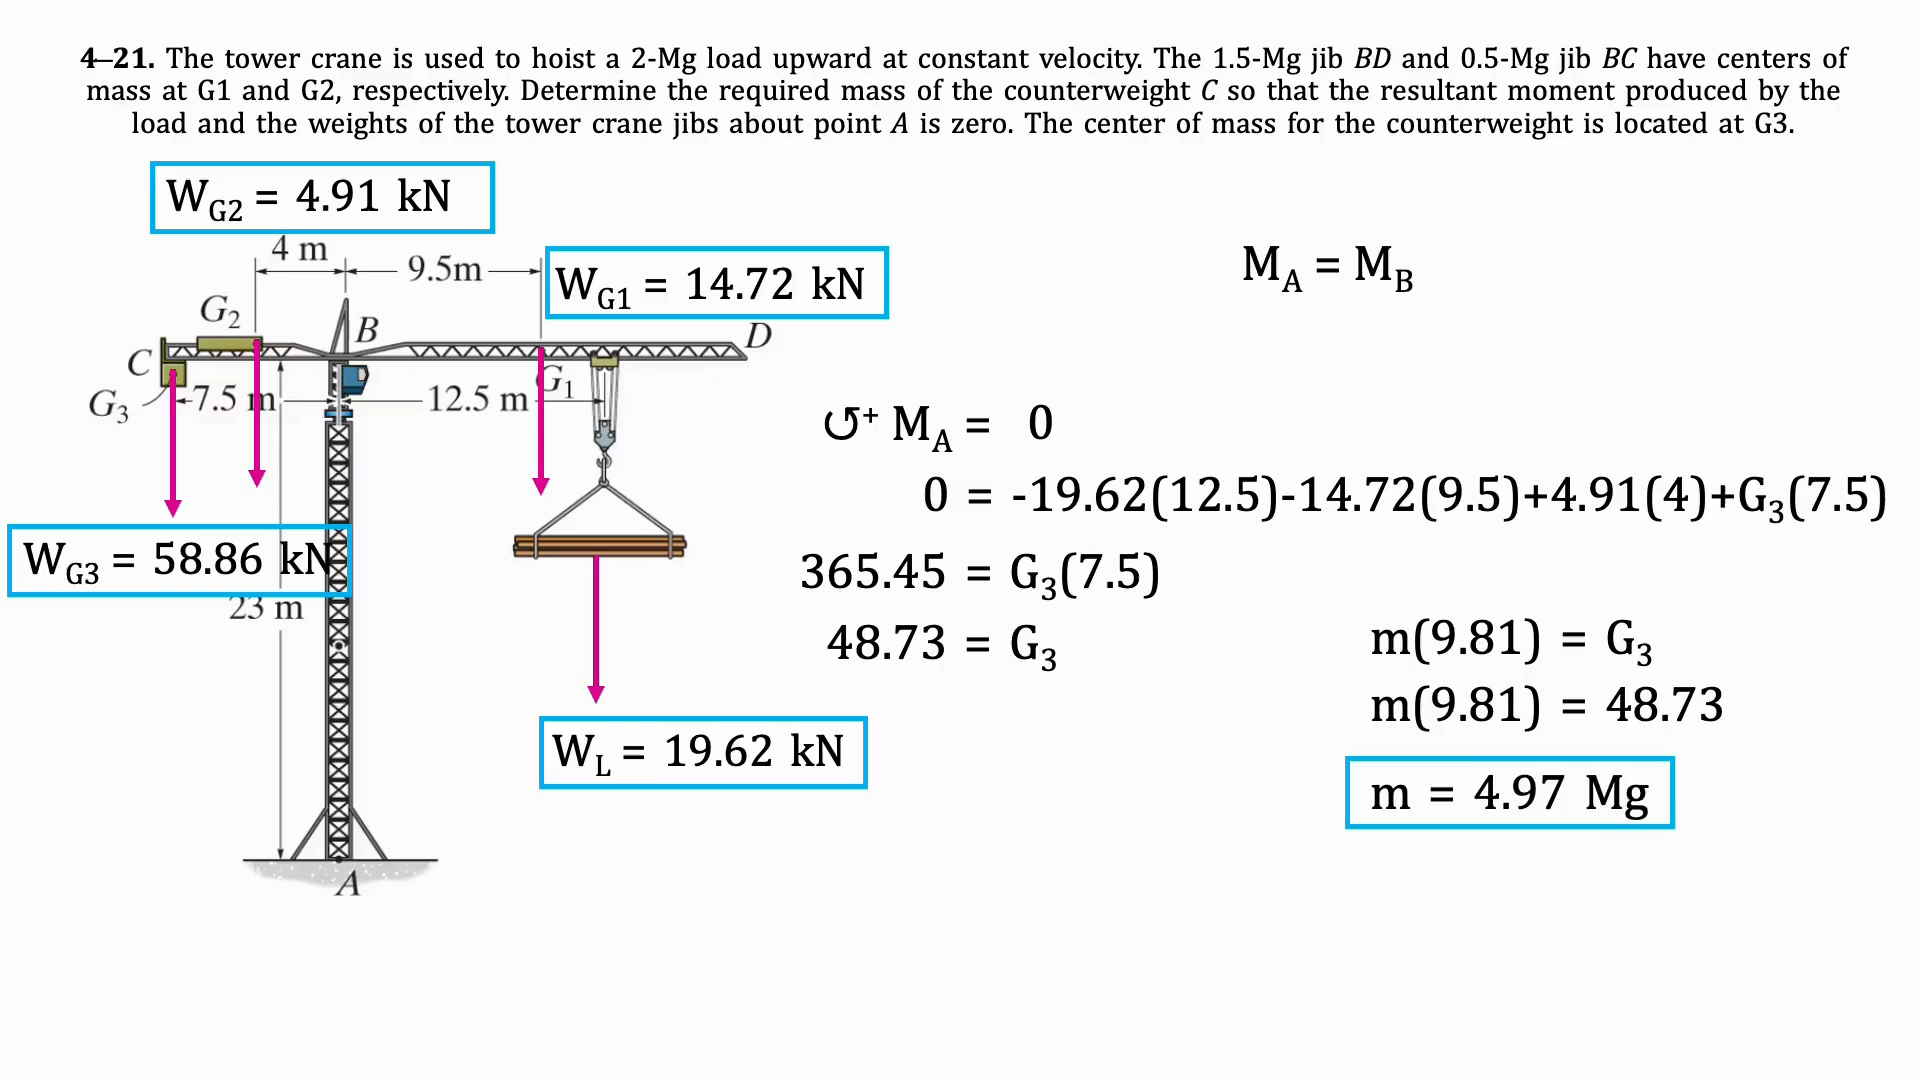 4–21. The tower crane is used to hoist a 2-Mg load upward at constant velocity. The 1.5-Mg jib BD and 0.5-Mg jib BC have centers of
mass at G1 and G2, respectively. Determine the required mass of the counterweight C so that the resultant moment produced by the
load and the weights of the tower crane jibs about point A is zero. The center of mass for the counterweight is located at G3.
W_G2 = 4.91 kN
4 m
9.5m
W_G1 = 14.72 kN
M_A = M_B
G₂
B
D
C
G₃
7.5 m
12.5 m
G₁
↺⁺ M_A = 0
0 = -19.62(12.5)-14.72(9.5)+4.91(4)+G₃(7.5)
W_G3 = 58.86 kN
365.45 = G₃(7.5)
23 m
48.73 = G₃
m(9.81) = G₃
m(9.81) = 48.73
W_L = 19.62 kN
m = 4.97 Mg
A